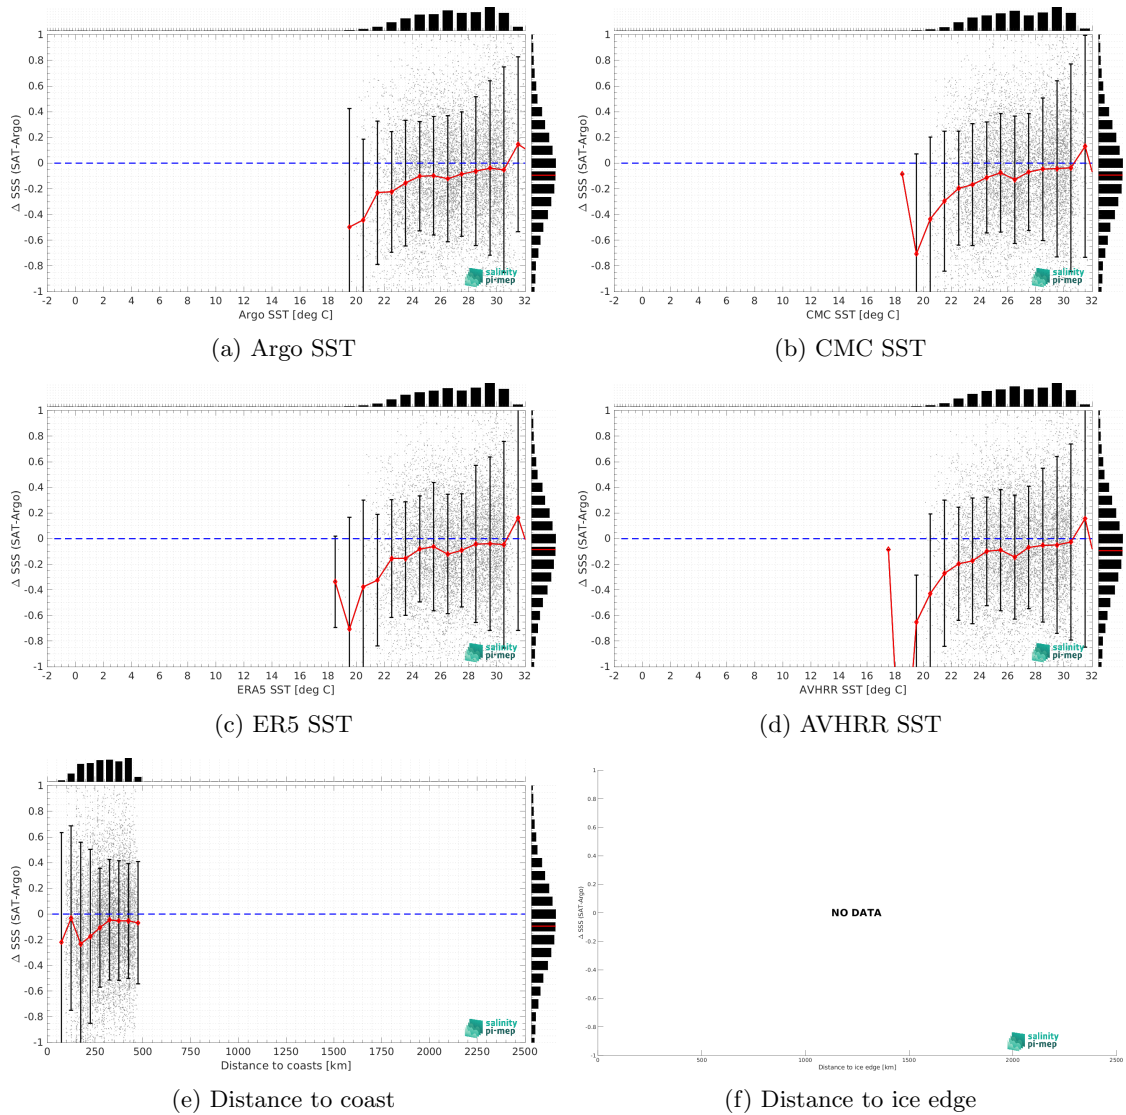 1
0.8
0.6
0.4
0.2
0
-0.2
-0.4
-0.6
-0.8
-1
Δ SSS (SAT-Argo)
-2 0 2 4 6 8 10 12 14 16 18 20 22 24 26 28 30 32
Argo SST [deg C]
salinity
pi-mep
(a) Argo SST
1
0.8
0.6
0.4
0.2
0
-0.2
-0.4
-0.6
-0.8
-1
Δ SSS (SAT-Argo)
-2 0 2 4 6 8 10 12 14 16 18 20 22 24 26 28 30 32
CMC SST [deg C]
salinity
pi-mep
(b) CMC SST
1
0.8
0.6
0.4
0.2
0
-0.2
-0.4
-0.6
-0.8
-1
Δ SSS (SAT-Argo)
-2 0 2 4 6 8 10 12 14 16 18 20 22 24 26 28 30 32
ERA5 SST [deg C]
salinity
pi-mep
(c) ER5 SST
1
0.8
0.6
0.4
0.2
0
-0.2
-0.4
-0.6
-0.8
-1
Δ SSS (SAT-Argo)
-2 0 2 4 6 8 10 12 14 16 18 20 22 24 26 28 30 32
AVHRR SST [deg C]
salinity
pi-mep
(d) AVHRR SST
1
0.8
0.6
0.4
0.2
0
-0.2
-0.4
-0.6
-0.8
-1
Δ SSS (SAT-Argo)
0 250 500 750 1000 1250 1500 1750 2000 2250 2500
Distance to coasts [km]
salinity
pi-mep
(e) Distance to coast
1
0.8
0.6
0.4
0.2
0
-0.2
-0.4
-0.6
-0.8
-1
Δ SSS (SAT-Argo)
NO DATA
0 500 1000 1500 2000 2500
Distance to ice edge [km]
salinity
pi-mep
(f) Distance to ice edge